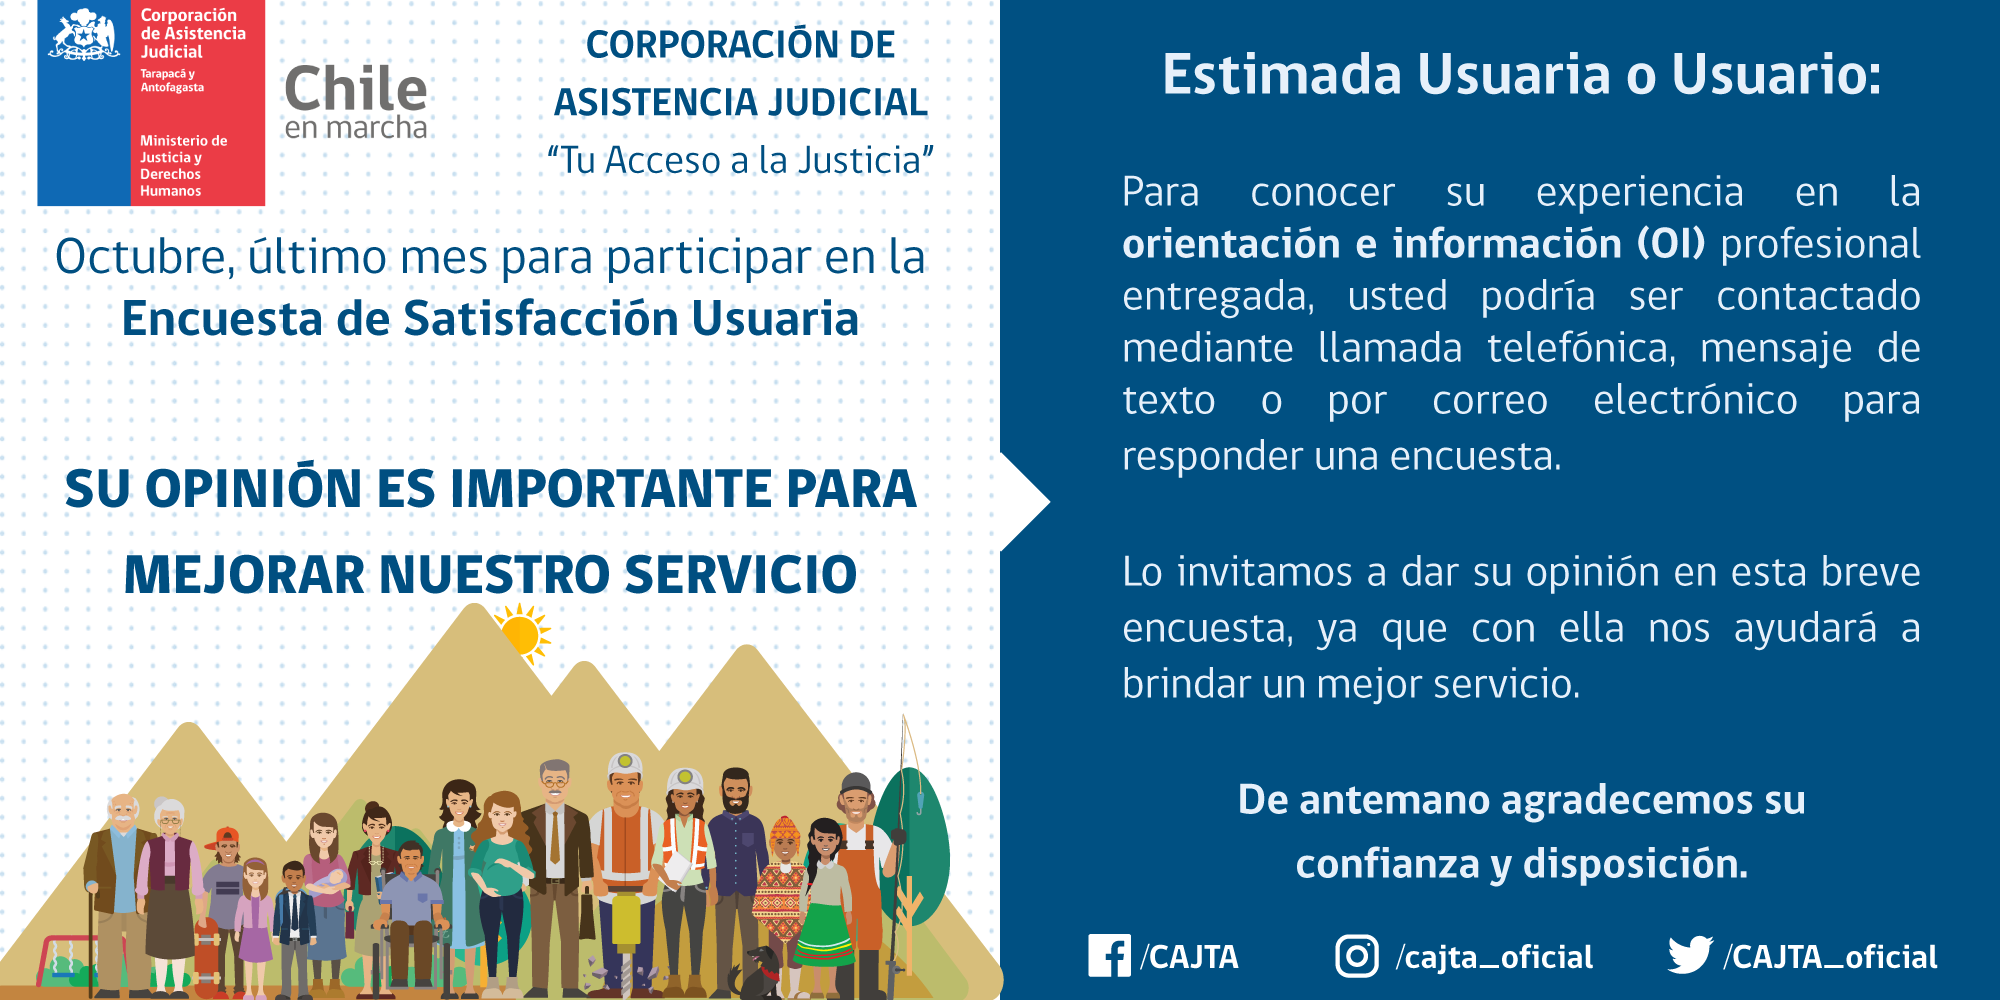 Corporación
de Asistencia
Judicial
Tarapacá y
Antofagasta
Ministerio de
Justicia y
Derechos
Humanos
Chile
en marcha
CORPORACIÓN DE
ASISTENCIA JUDICIAL
“Tu Acceso a la Justicia”
Octubre, último mes para participar en la
Encuesta de Satisfacción Usuaria
SU OPINIÓN ES IMPORTANTE PARA
MEJORAR NUESTRO SERVICIO
Estimada Usuaria o Usuario:
Para conocer su experiencia en la
orientación e información (OI) profesional
entregada, usted podría ser contactado
mediante llamada telefónica, mensaje de
texto o por correo electrónico para
responder una encuesta.
Lo invitamos a dar su opinión en esta breve
encuesta, ya que con ella nos ayudará a
brindar un mejor servicio.
De antemano agradecemos su
confianza y disposición.
/CAJTA
/cajta_oficial
/CAJTA_oficial